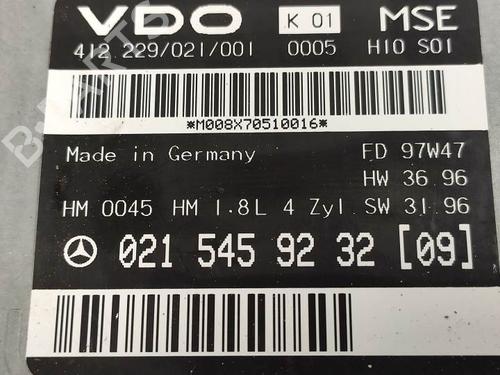 VDO K 01 MSE
412 229/021/001 0005 H10 S01
*M008X70510016*
Made in Germany FD 97W47
HW 36 96
HM 0045 HM 1.8L 4 Zyl SW 31 96
021 545 92 32 [09]
B-PARTS